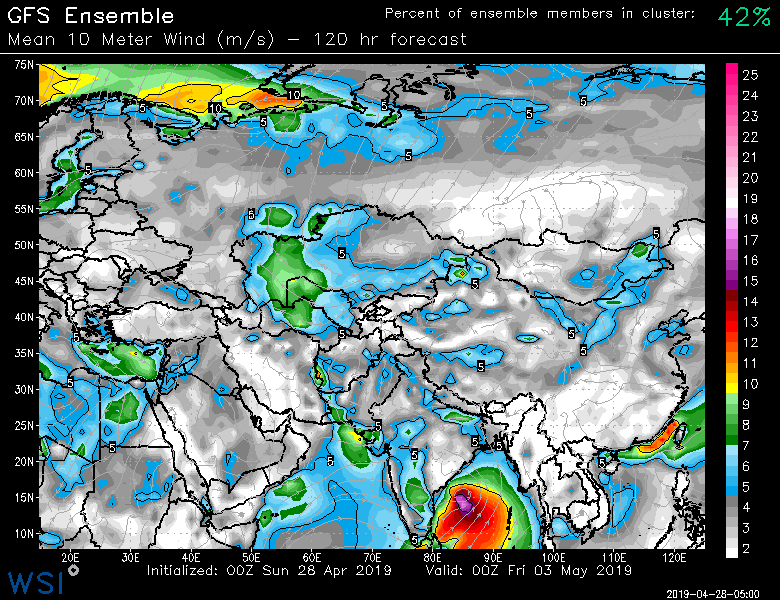 GFS Ensemble
Percent of ensemble members in cluster: 42%
Mean 10 Meter Wind (m/s) – 120 hr forecast
75N
70N
65N
60N
55N
50N
45N
40N
35N
30N
25N
20N
15N
10N
20E 30E 40E 50E 60E 70E 80E 90E 100E 110E 120E
25
24
23
22
21
20
19
18
17
16
15
14
13
12
11
10
9
8
7
6
5
4
3
2
10 10 5 5 5 5
5 5 5
5 5 5
5 5 5 5
5 5 5 5
5 5 5 5 5
5 5
WSI
Initialized: 00Z Sun 28 Apr 2019 Valid: 00Z Fri 03 May 2019
2019-04-28-05:00